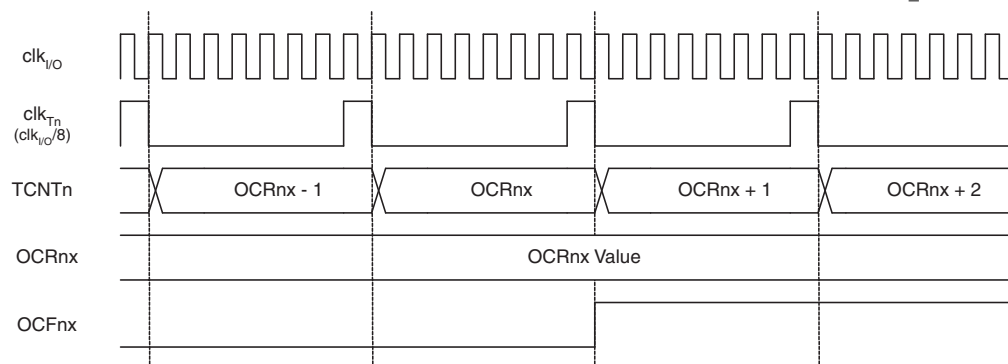 clkI/O
clkTn
(clkI/O/8)
TCNTn OCRnx - 1 OCRnx OCRnx + 1 OCRnx + 2
OCRnx OCRnx Value
OCFnx